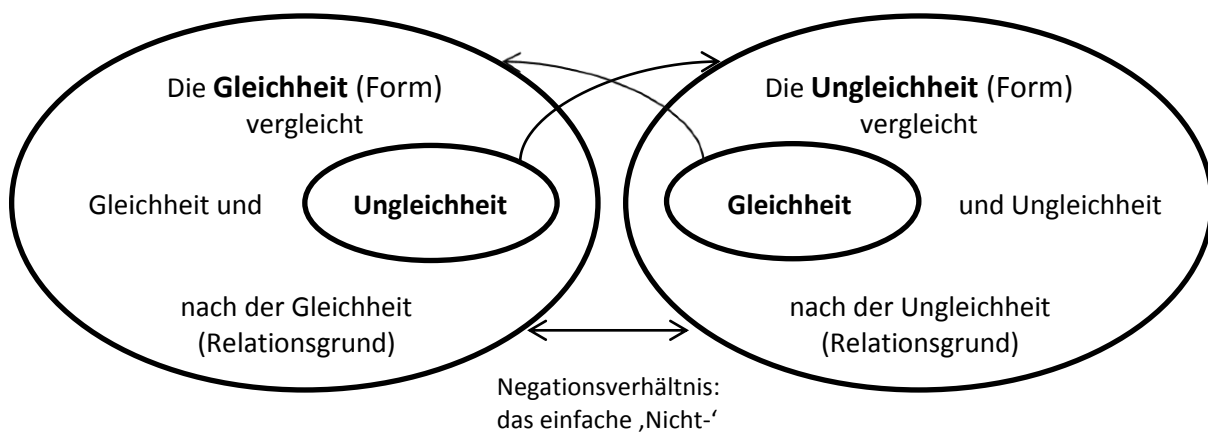 Die Gleichheit (Form)
vergleicht
Gleichheit und Ungleichheit
nach der Gleichheit
(Relationsgrund)
Die Ungleichheit (Form)
vergleicht
Gleichheit und Ungleichheit
nach der Ungleichheit
(Relationsgrund)
Negationsverhältnis:
das einfache ‚Nicht-‘